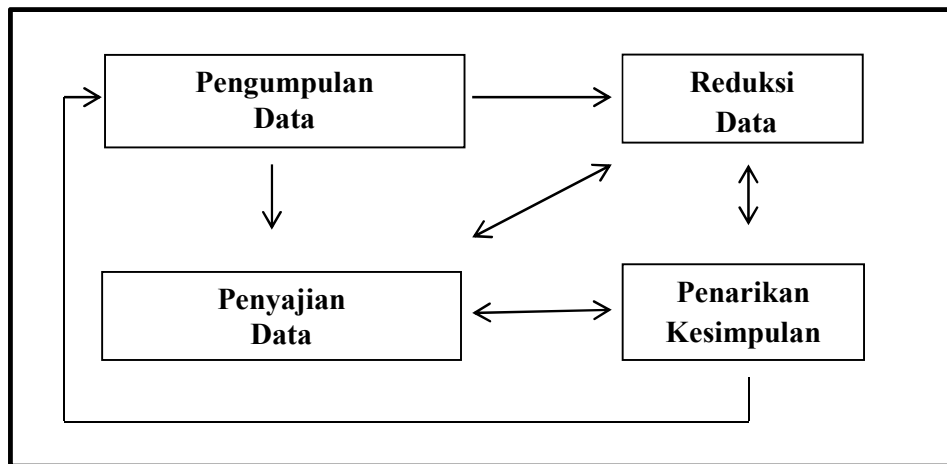 Pengumpulan
Data
Reduksi
Data
Penyajian
Data
Penarikan
Kesimpulan